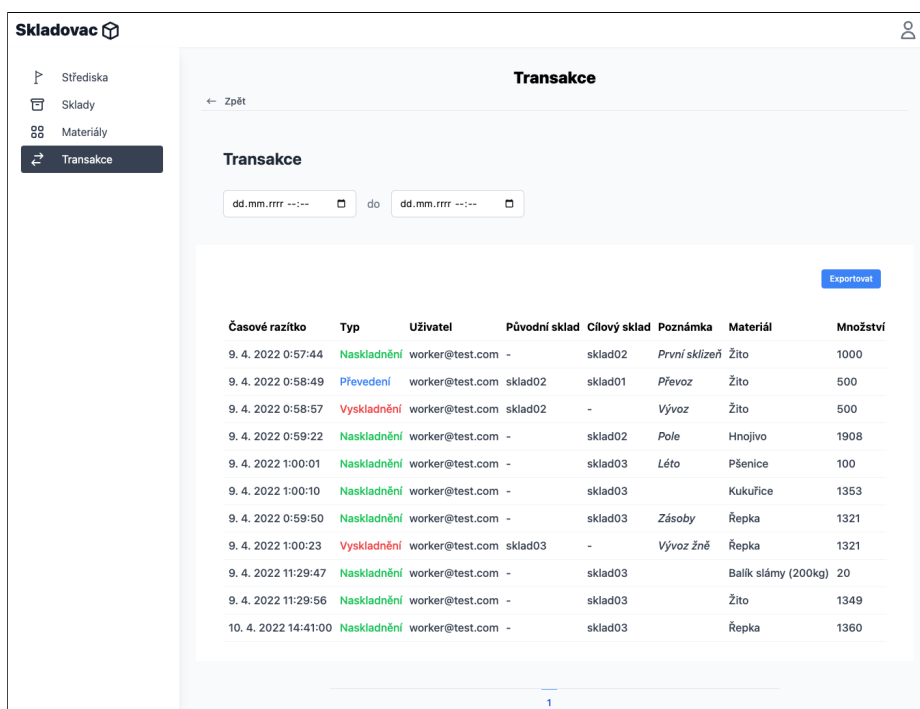 Skladovac
Střediska
Sklady
Materiály
Transakce
Transakce
← Zpět
Transakce
dd.mm.rrrr --:-- do dd.mm.rrrr --:--
Exportovat
Časové razítko Typ Uživatel Původní sklad Cílový sklad Poznámka Materiál Množství
9. 4. 2022 0:57:44 Naskladnění worker@test.com - sklad02 První sklizeň Žito 1000
9. 4. 2022 0:58:49 Převedení worker@test.com sklad02 sklad01 Převoz Žito 500
9. 4. 2022 0:58:57 Vyskladnění worker@test.com sklad02 - Vývoz Žito 500
9. 4. 2022 0:59:22 Naskladnění worker@test.com - sklad02 Pole Hnojivo 1908
9. 4. 2022 1:00:01 Naskladnění worker@test.com - sklad03 Léto Pšenice 100
9. 4. 2022 1:00:10 Naskladnění worker@test.com - sklad03 Kukuřice 1353
9. 4. 2022 0:59:50 Naskladnění worker@test.com - sklad03 Zásoby Řepka 1321
9. 4. 2022 1:00:23 Vyskladnění worker@test.com sklad03 - Vývoz žně Řepka 1321
9. 4. 2022 11:29:47 Naskladnění worker@test.com - sklad03 Balík slámy (200kg) 20
9. 4. 2022 11:29:56 Naskladnění worker@test.com - sklad03 Žito 1349
10. 4. 2022 14:41:00 Naskladnění worker@test.com - sklad03 Řepka 1360
1